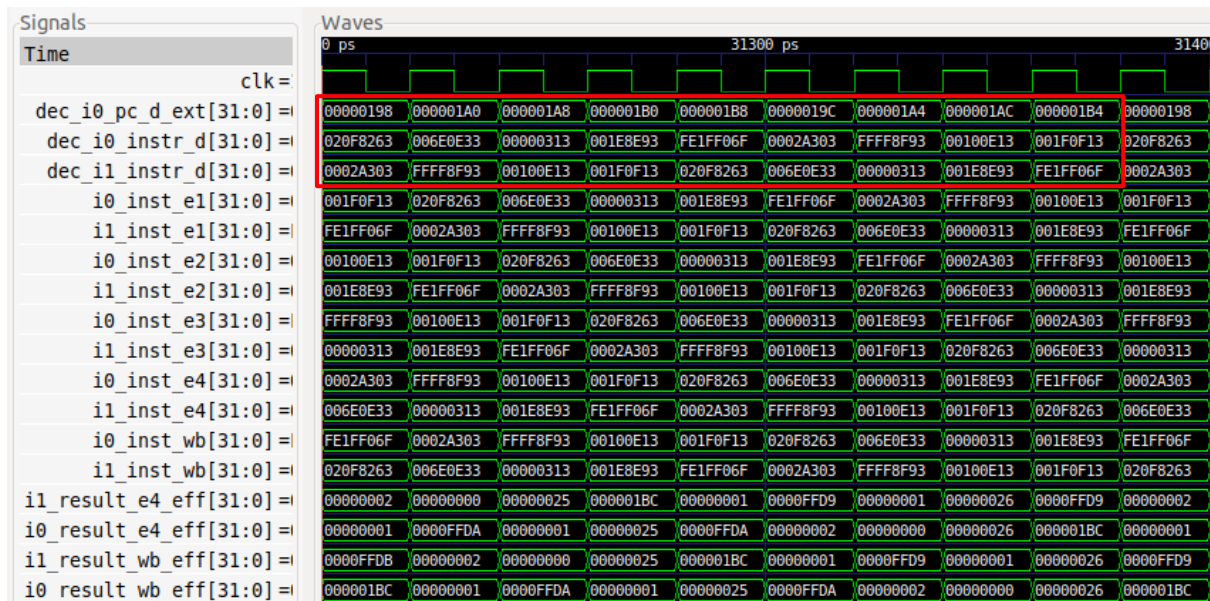 Signals Waves
Time 0 ps 31300 ps 3140
clk =
dec_i0_pc_d_ext[31:0] = 00000198 000001A0 000001A8 000001B0 000001B8 0000019C 000001A4 000001AC 000001B4 00000198
dec_i0_instr_d[31:0] = 020F8263 006E0E33 00000313 001E8E93 FE1FF06F 0002A303 FFFF8F93 00100E13 001F0F13 020F8263
dec_i1_instr_d[31:0] = 0002A303 FFFF8F93 00100E13 001F0F13 020F8263 006E0E33 00000313 001E8E93 FE1FF06F 0002A303
i0_inst_e1[31:0] = 001F0F13 020F8263 006E0E33 00000313 001E8E93 FE1FF06F 0002A303 FFFF8F93 00100E13 001F0F13
i1_inst_e1[31:0] = FE1FF06F 0002A303 FFFF8F93 00100E13 001F0F13 020F8263 006E0E33 00000313 001E8E93 FE1FF06F
i0_inst_e2[31:0] = 00100E13 001F0F13 020F8263 006E0E33 00000313 001E8E93 FE1FF06F 0002A303 FFFF8F93 00100E13
i1_inst_e2[31:0] = 001E8E93 FE1FF06F 0002A303 FFFF8F93 00100E13 001F0F13 020F8263 006E0E33 00000313 001E8E93
i0_inst_e3[31:0] = FFFF8F93 00100E13 001F0F13 020F8263 006E0E33 00000313 001E8E93 FE1FF06F 0002A303 FFFF8F93
i1_inst_e3[31:0] = 00000313 001E8E93 FE1FF06F 0002A303 FFFF8F93 00100E13 001F0F13 020F8263 006E0E33 00000313
i0_inst_e4[31:0] = 0002A303 FFFF8F93 00100E13 001F0F13 020F8263 006E0E33 00000313 001E8E93 FE1FF06F 0002A303
i1_inst_e4[31:0] = 006E0E33 00000313 001E8E93 FE1FF06F 0002A303 FFFF8F93 00100E13 001F0F13 020F8263 006E0E33
i0_inst_wb[31:0] = FE1FF06F 0002A303 FFFF8F93 00100E13 001F0F13 020F8263 006E0E33 00000313 001E8E93 FE1FF06F
i1_inst_wb[31:0] = 020F8263 006E0E33 00000313 001E8E93 FE1FF06F 0002A303 FFFF8F93 00100E13 001F0F13 020F8263
i1_result_e4_eff[31:0] = 00000002 00000000 00000025 000001BC 00000001 0000FFD9 00000001 00000026 0000FFD9 00000002
i0_result_e4_eff[31:0] = 00000001 0000FFDA 00000001 00000025 0000FFDA 00000002 00000000 00000026 000001BC 00000001
i1_result_wb_eff[31:0] = 0000FFDB 00000002 00000000 00000025 000001BC 00000001 0000FFD9 00000001 00000026 0000FFD9
i0_result_wb_eff[31:0] = 000001BC 00000001 0000FFDA 00000001 00000025 0000FFDA 00000002 00000000 00000026 000001BC